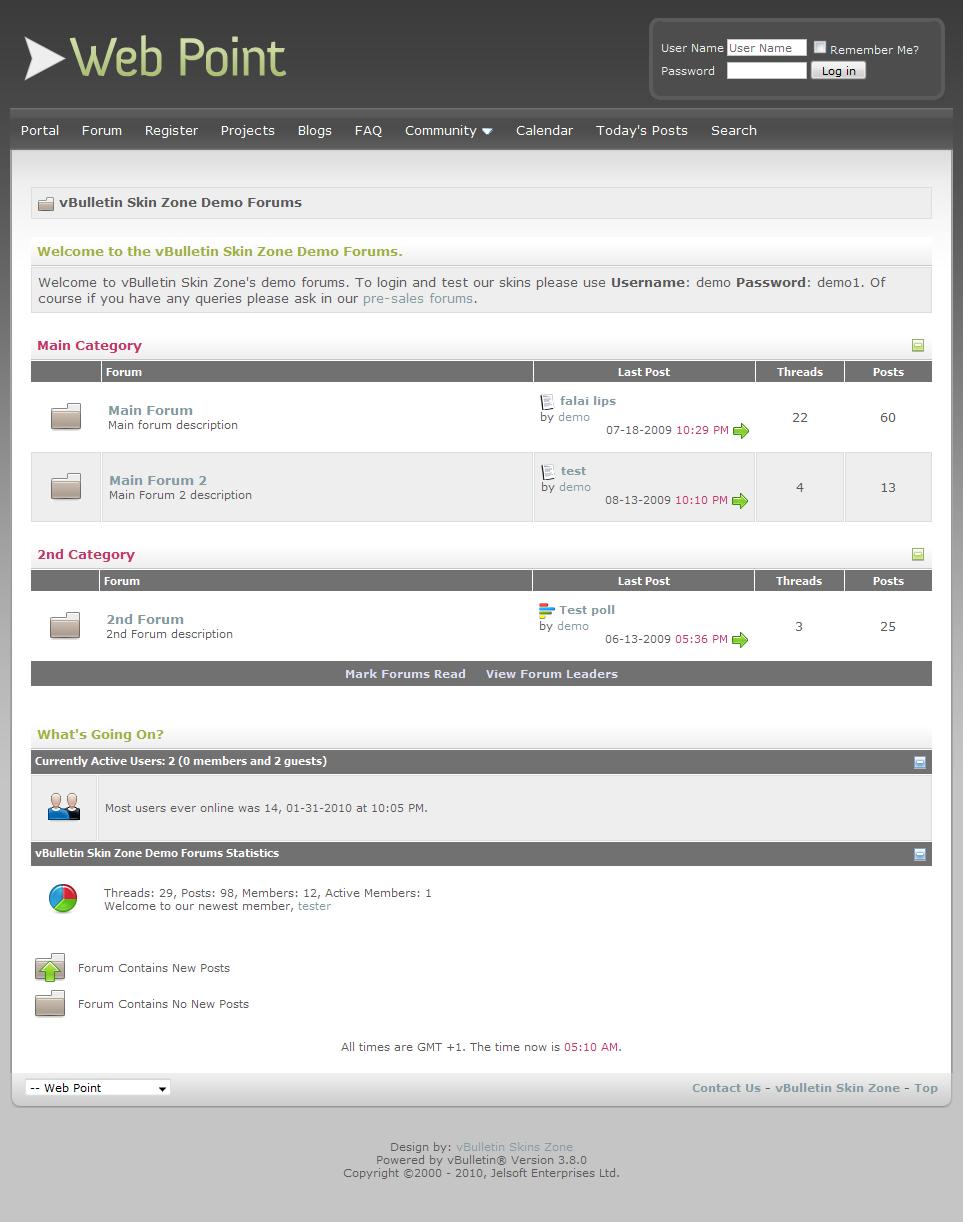 Web Point
User Name User Name Remember Me?
Password Log in
Portal Forum Register Projects Blogs FAQ Community Calendar Today's Posts Search
vBulletin Skin Zone Demo Forums
Welcome to the vBulletin Skin Zone Demo Forums.
Welcome to vBulletin Skin Zone's demo forums. To login and test our skins please use Username: demo Password: demo1. Of
course if you have any queries please ask in our pre-sales forums.
Main Category
Forum Last Post Threads Posts
Main Forum
Main forum description
falai lips
by demo
07-18-2009 10:29 PM
22 60
Main Forum 2
Main Forum 2 description
test
by demo
08-13-2009 10:10 PM
4 13
2nd Category
Forum Last Post Threads Posts
2nd Forum
2nd Forum description
Test poll
by demo
06-13-2009 05:36 PM
3 25
Mark Forums Read View Forum Leaders
What's Going On?
Currently Active Users: 2 (0 members and 2 guests)
Most users ever online was 14, 01-31-2010 at 10:05 PM.
vBulletin Skin Zone Demo Forums Statistics
Threads: 29, Posts: 98, Members: 12, Active Members: 1
Welcome to our newest member, tester
Forum Contains New Posts
Forum Contains No New Posts
All times are GMT +1. The time now is 05:10 AM.
-- Web Point Contact Us - vBulletin Skin Zone - Top
Design by: vBulletin Skins Zone
Powered by vBulletin® Version 3.8.0
Copyright ©2000 - 2010, Jelsoft Enterprises Ltd.